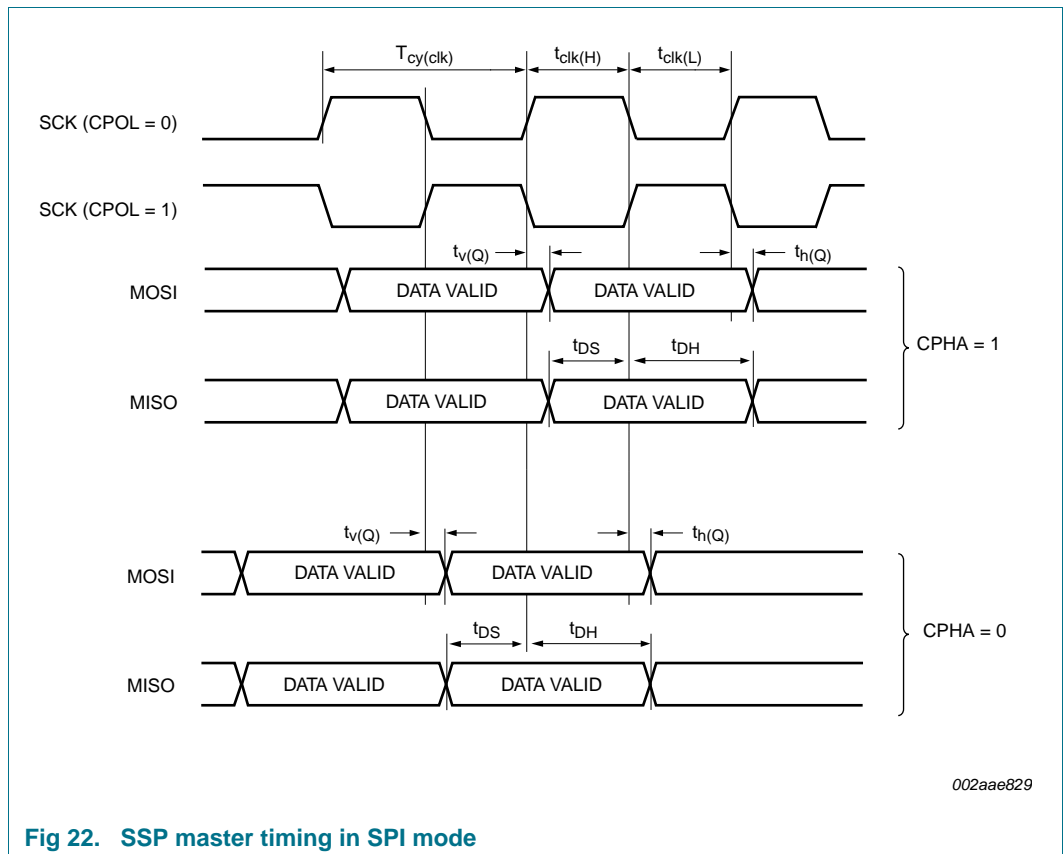 Tcy(clk) tclk(H) tclk(L)
SCK (CPOL = 0)
SCK (CPOL = 1)
tv(Q) th(Q)
MOSI DATA VALID DATA VALID
CPHA = 1
tDS tDH
MISO DATA VALID DATA VALID
tv(Q) th(Q)
MOSI DATA VALID DATA VALID
CPHA = 0
tDS tDH
MISO DATA VALID DATA VALID
002aae829
Fig 22. SSP master timing in SPI mode